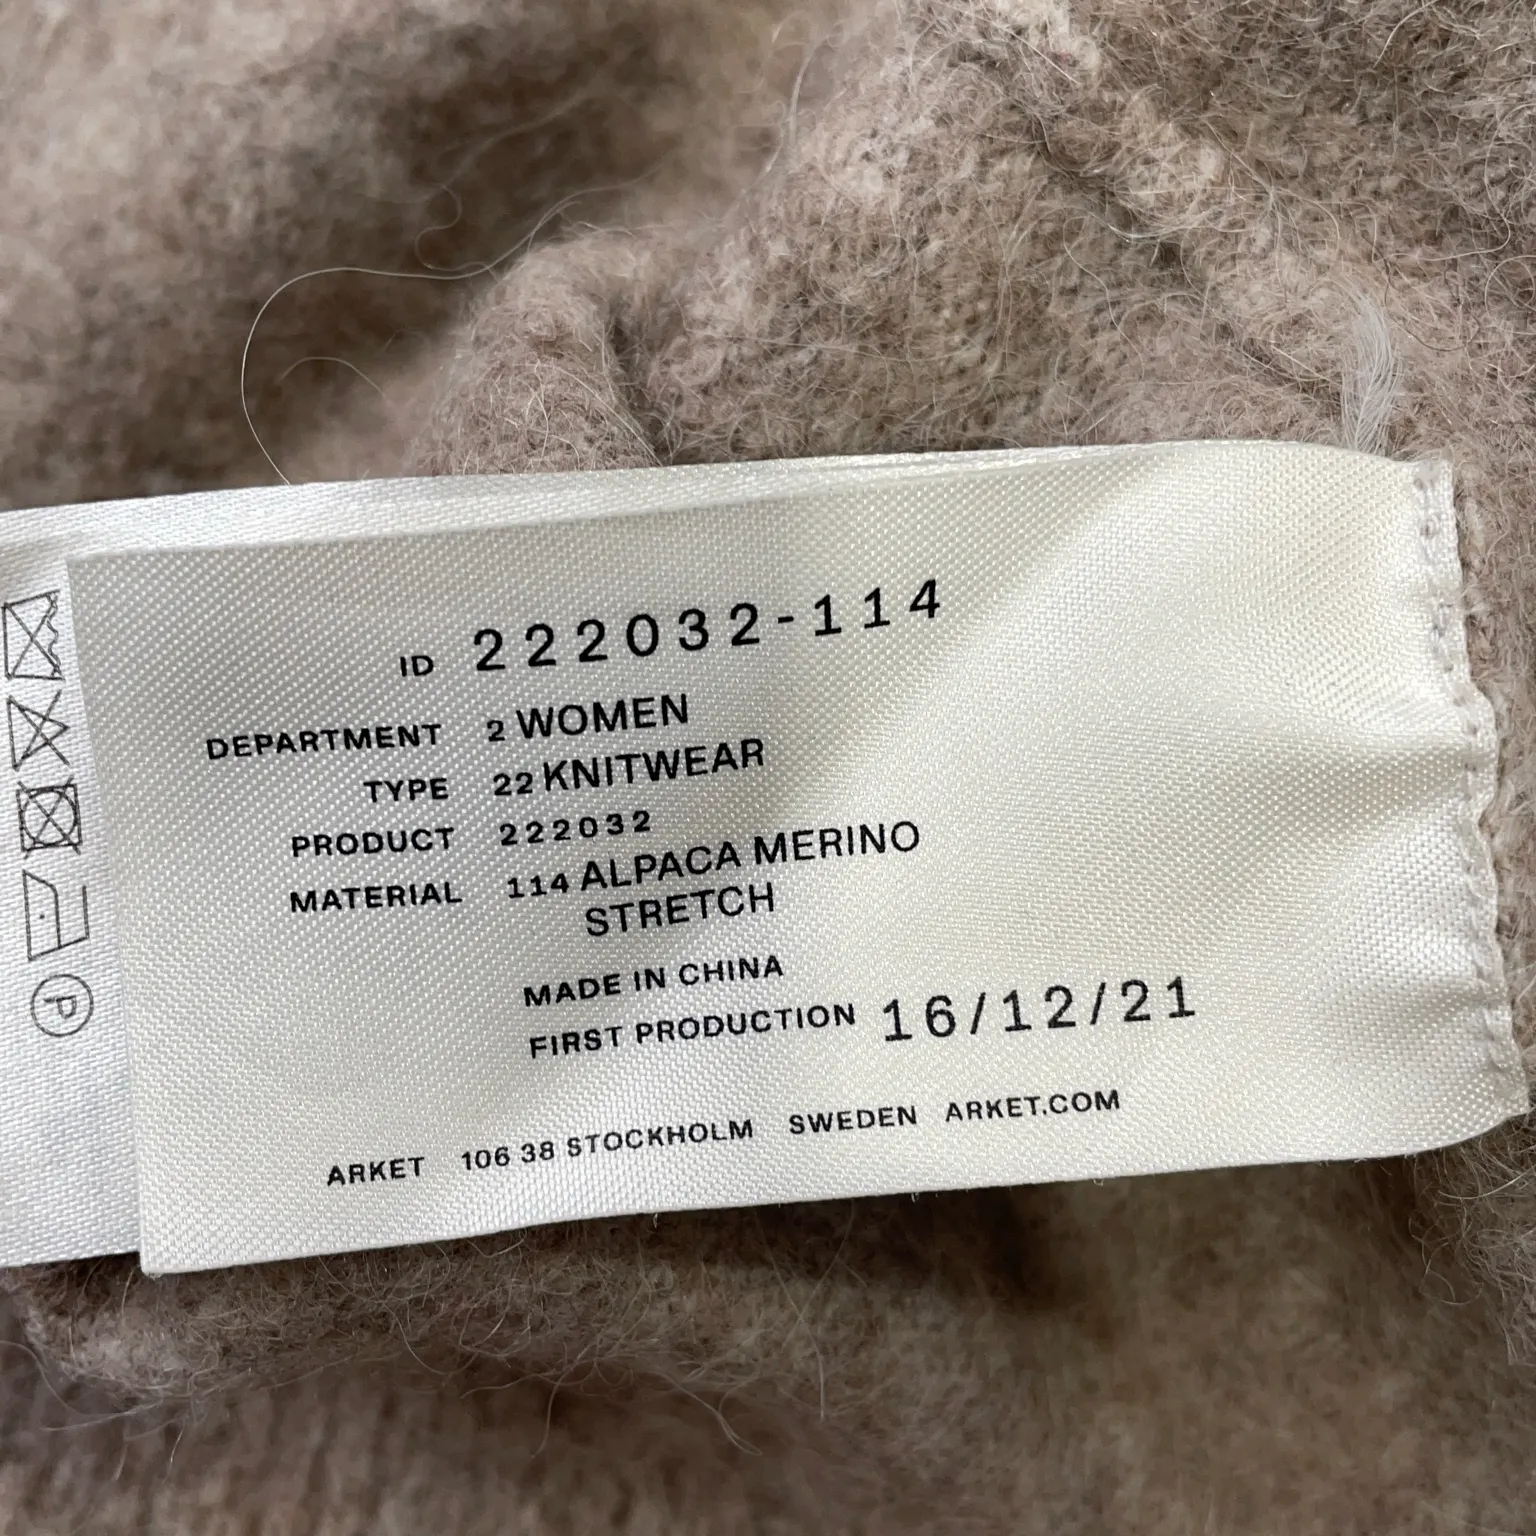 ID 222032-114
DEPARTMENT 2 WOMEN
TYPE 22 KNITWEAR
PRODUCT 222032
MATERIAL 114 ALPACA MERINO
STRETCH
MADE IN CHINA
FIRST PRODUCTION 16/12/21
ARKET 106 38 STOCKHOLM SWEDEN ARKET.COM
P